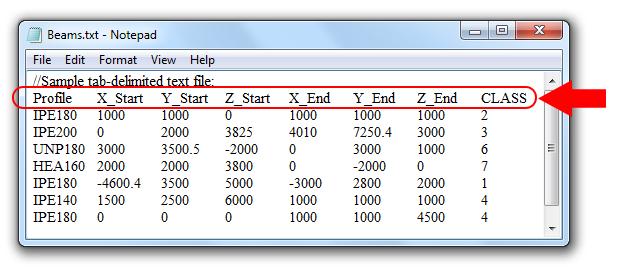 Beams.txt - Notepad
File Edit Format View Help
//Sample tab-delimited text file:
Profile X_Start Y_Start Z_Start X_End Y_End Z_End CLASS
IPE180 1000 1000 0 1000 1000 1000 2
IPE200 0 2000 3825 4010 7250.4 3000 3
UNP180 3000 3500.5 -2000 0 3000 1000 6
HEA160 2000 2000 3800 0 -2000 0 7
IPE180 -4600.4 3500 5000 -3000 2800 2000 1
IPE140 1500 2500 6000 1000 1000 1000 4
IPE180 0 0 0 1000 1000 4500 4